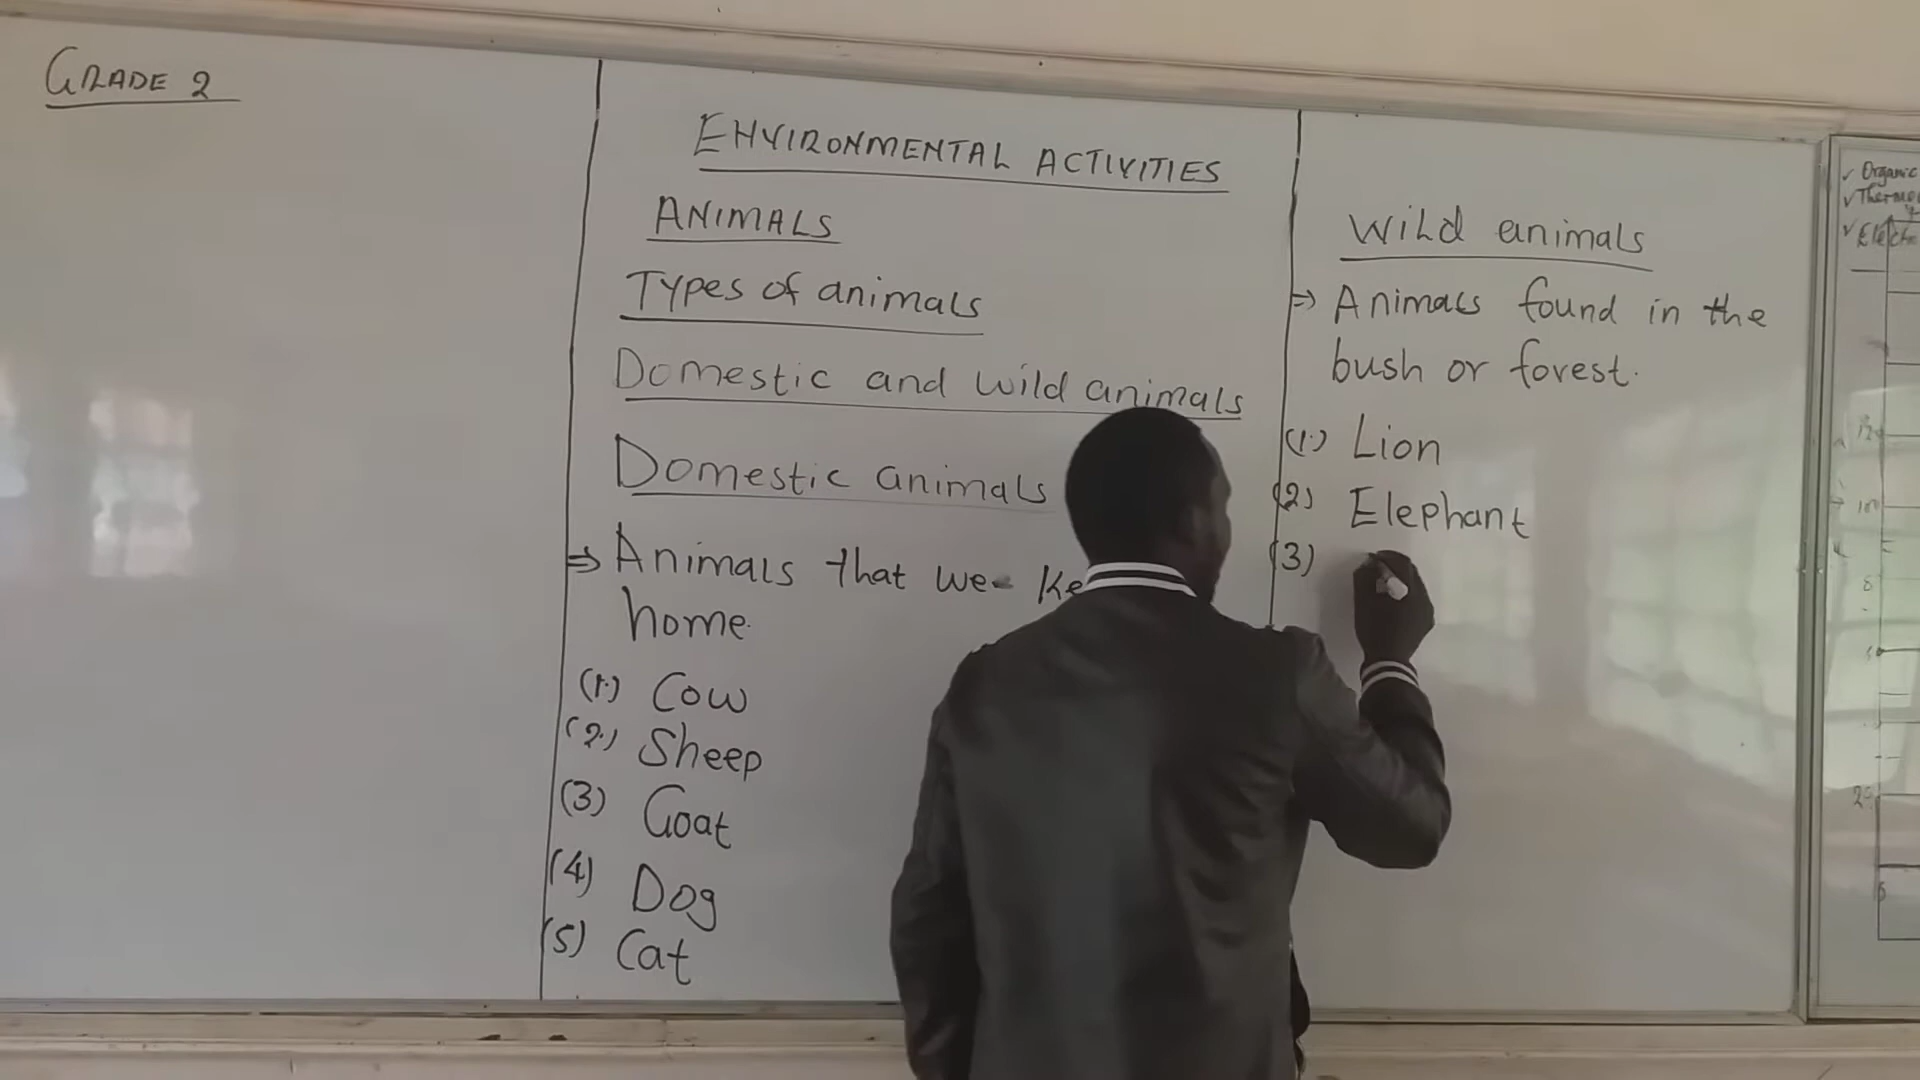 GRADE 2
ENVIRONMENTAL ACTIVITIES
ANIMALS
Types of animals
Domestic and wild animals
Domestic animals
⇒ Animals that we Ke
home.
(1.) Cow
(2.) Sheep
(3) Goat
(4) Dog
(5) Cat
Wild animals
⇒ Animals found in the
bush or forest.
(1.) Lion
(2) Elephant
(3)
✓ Organic